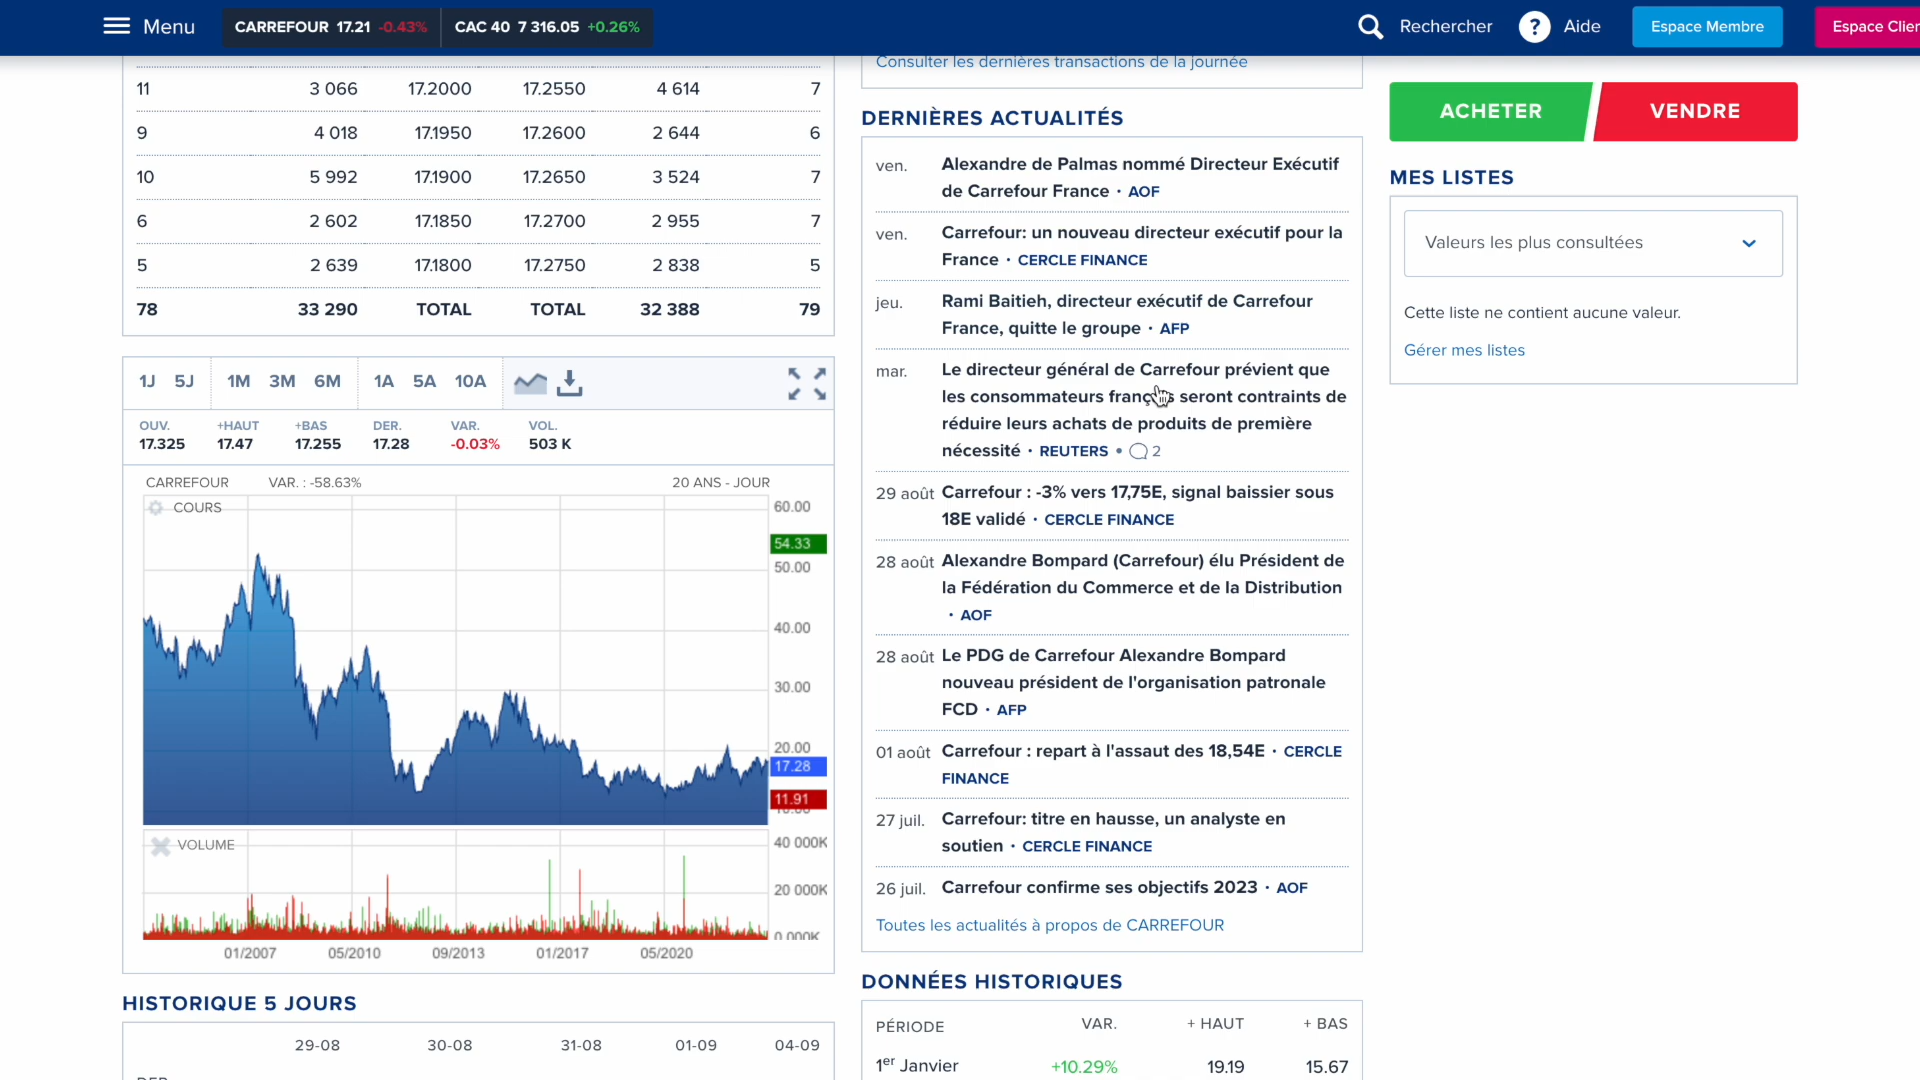 Menu
CARREFOUR 17.21 -0.43%
CAC 40 7 316.05 +0.26%
Rechercher
? Aide
Espace Membre
Espace Clier
11 3 066 17.2000 17.2550 4 614 7
9 4 018 17.1950 17.2600 2 644 6
10 5 992 17.1900 17.2650 3 524 7
6 2 602 17.1850 17.2700 2 955 7
5 2 639 17.1800 17.2750 2 838 5
78 33 290 TOTAL TOTAL 32 388 79
1J 5J 1M 3M 6M 1A 5A 10A
OUV. +HAUT +BAS DER. VAR. VOL.
17.325 17.47 17.255 17.28 -0.03% 503 K
CARREFOUR VAR. : -58.63% 20 ANS - JOUR
COURS
60.00
54.33
50.00
40.00
30.00
20.00
17.28
11.91
VOLUME
40 000K
20 000K
0.000K
01/2007 05/2010 09/2013 01/2017 05/2020
HISTORIQUE 5 JOURS
29-08 30-08 31-08 01-09 04-09
Consulter les dernières transactions de la journée
DERNIÈRES ACTUALITÉS
ven. Alexandre de Palmas nommé Directeur Exécutif
de Carrefour France · AOF
ven. Carrefour: un nouveau directeur exécutif pour la
France · CERCLE FINANCE
jeu. Rami Baitieh, directeur exécutif de Carrefour
France, quitte le groupe · AFP
mar. Le directeur général de Carrefour prévient que
les consommateurs français seront contraints de
réduire leurs achats de produits de première
nécessité · REUTERS • 2
29 août Carrefour : -3% vers 17,75E, signal baissier sous
18E validé · CERCLE FINANCE
28 août Alexandre Bompard (Carrefour) élu Président de
la Fédération du Commerce et de la Distribution
· AOF
28 août Le PDG de Carrefour Alexandre Bompard
nouveau président de l'organisation patronale
FCD · AFP
01 août Carrefour : repart à l'assaut des 18,54E · CERCLE
FINANCE
27 juil. Carrefour: titre en hausse, un analyste en
soutien · CERCLE FINANCE
26 juil. Carrefour confirme ses objectifs 2023 · AOF
Toutes les actualités à propos de CARREFOUR
DONNÉES HISTORIQUES
PÉRIODE VAR. + HAUT + BAS
1er Janvier +10.29% 19.19 15.67
ACHETER
VENDRE
MES LISTES
Valeurs les plus consultées
Cette liste ne contient aucune valeur.
Gérer mes listes